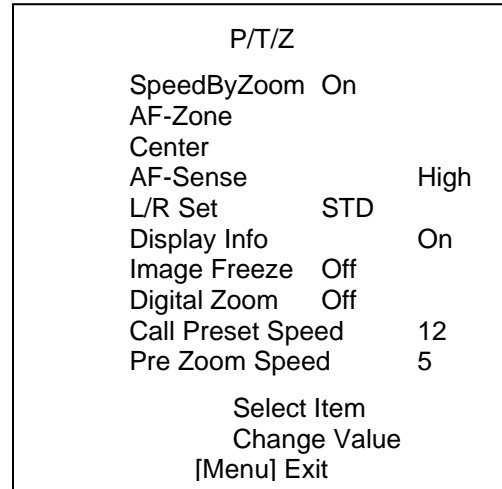 P/T/Z
SpeedByZoom On
AF-Zone
Center
AF-Sense High
L/R Set STD
Display Info On
Image Freeze Off
Digital Zoom Off
Call Preset Speed 12
Pre Zoom Speed 5
Select Item
Change Value
[Menu] Exit